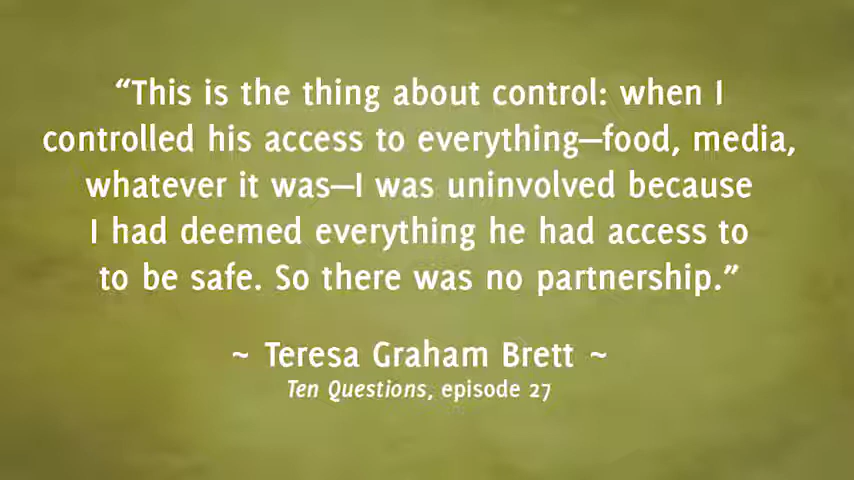 “This is the thing about control: when I
controlled his access to everything—food, media,
whatever it was—I was uninvolved because
I had deemed everything he had access to
to be safe. So there was no partnership.”
~ Teresa Graham Brett ~
Ten Questions, episode 27